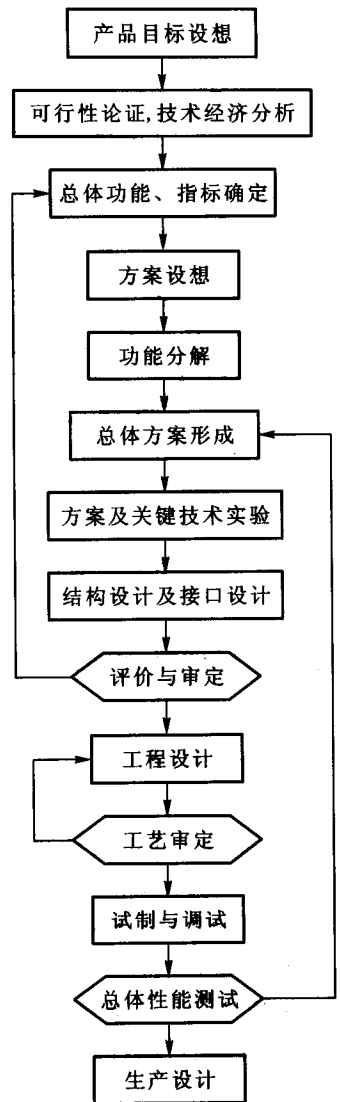 产品目标设想
可行性论证,技术经济分析
总体功能、指标确定
方案设想
功能分解
总体方案形成
方案及关键技术实验
结构设计及接口设计
评价与审定
工程设计
工艺审定
试制与调试
总体性能测试
生产设计